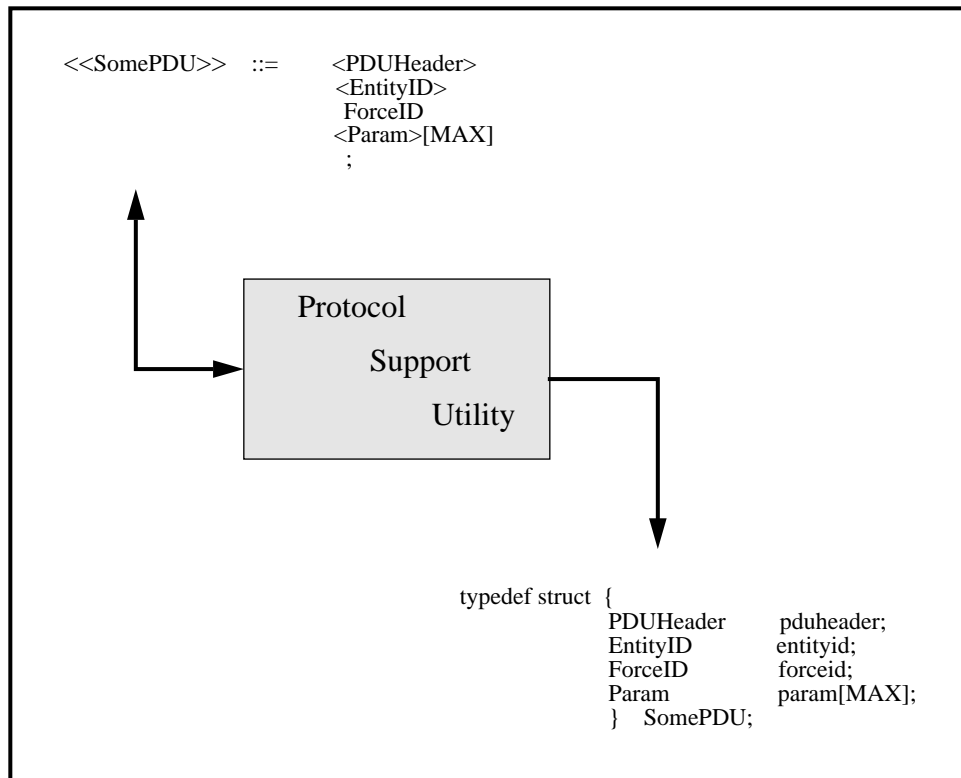 <<SomePDU>> ::= <PDUHeader>
<EntityID>
ForceID
<Param>[MAX]
;
Protocol
Support
Utility
typedef struct {
PDUHeader pduheader;
EntityID entityid;
ForceID forceid;
Param param[MAX];
} SomePDU;